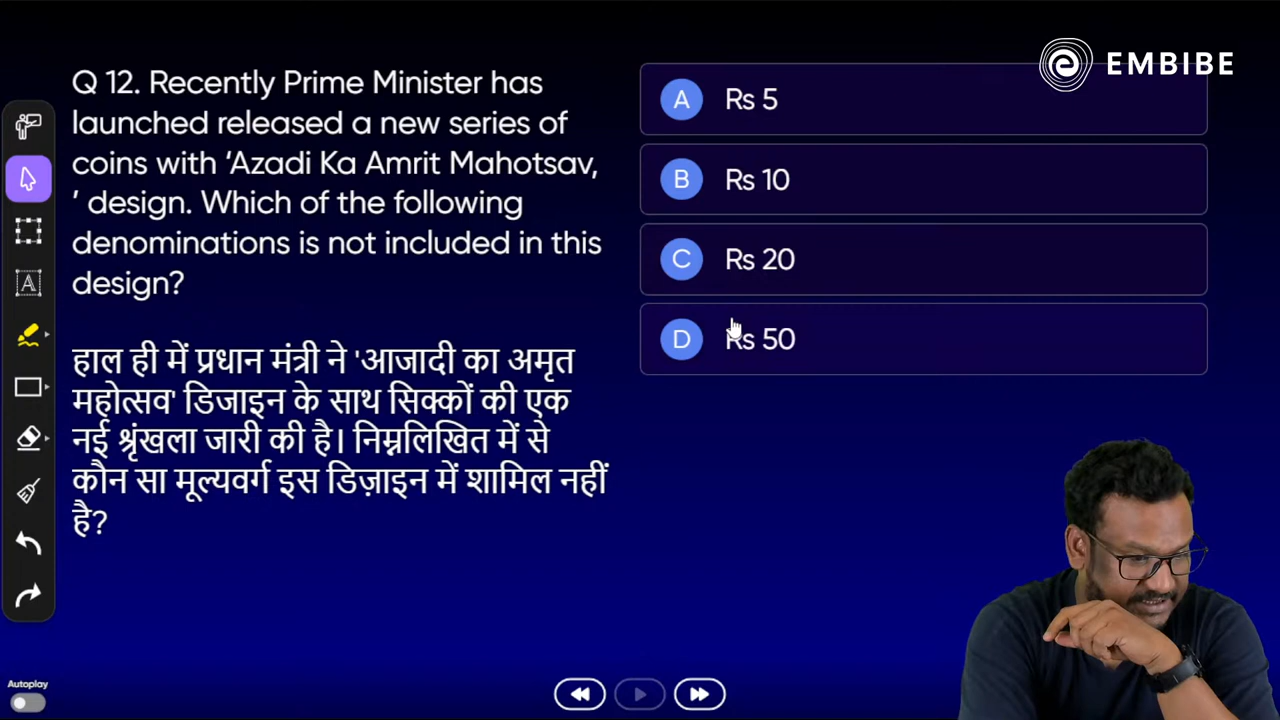 EMBIBE
Q 12. Recently Prime Minister has
launched released a new series of
coins with ‘Azadi Ka Amrit Mahotsav,
’ design. Which of the following
denominations is not included in this
design?
हाल ही में प्रधान मंत्री ने 'आजादी का अमृत
महोत्सव' डिजाइन के साथ सिक्कों की एक
नई श्रृंखला जारी की है। निम्नलिखित में से
कौन सा मूल्यवर्ग इस डिज़ाइन में शामिल नहीं
है?
A Rs 5
B Rs 10
C Rs 20
D Rs 50
A
Autoplay